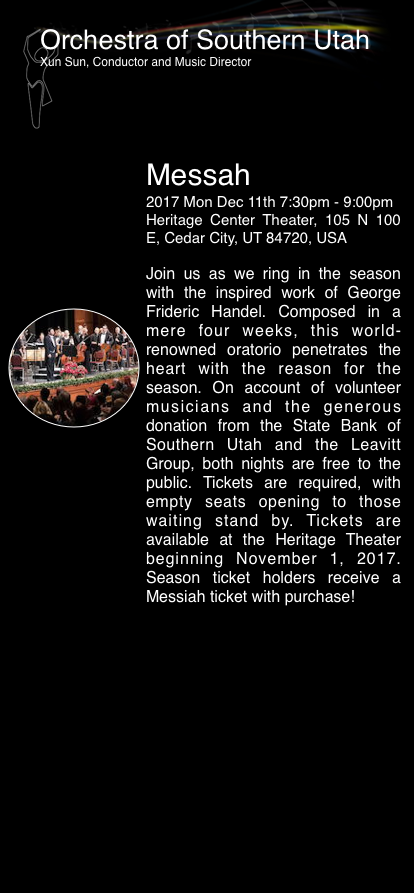 Orchestra of Southern Utah
Xun Sun, Conductor and Music Director
Messah
2017 Mon Dec 11th 7:30pm - 9:00pm
Heritage Center Theater, 105 N 100
E, Cedar City, UT 84720, USA
Join us as we ring in the season
with the inspired work of George
Frideric Handel. Composed in a
mere four weeks, this world-
renowned oratorio penetrates the
heart with the reason for the
season. On account of volunteer
musicians and the generous
donation from the State Bank of
Southern Utah and the Leavitt
Group, both nights are free to the
public. Tickets are required, with
empty seats opening to those
waiting stand by. Tickets are
available at the Heritage Theater
beginning November 1, 2017.
Season ticket holders receive a
Messiah ticket with purchase!